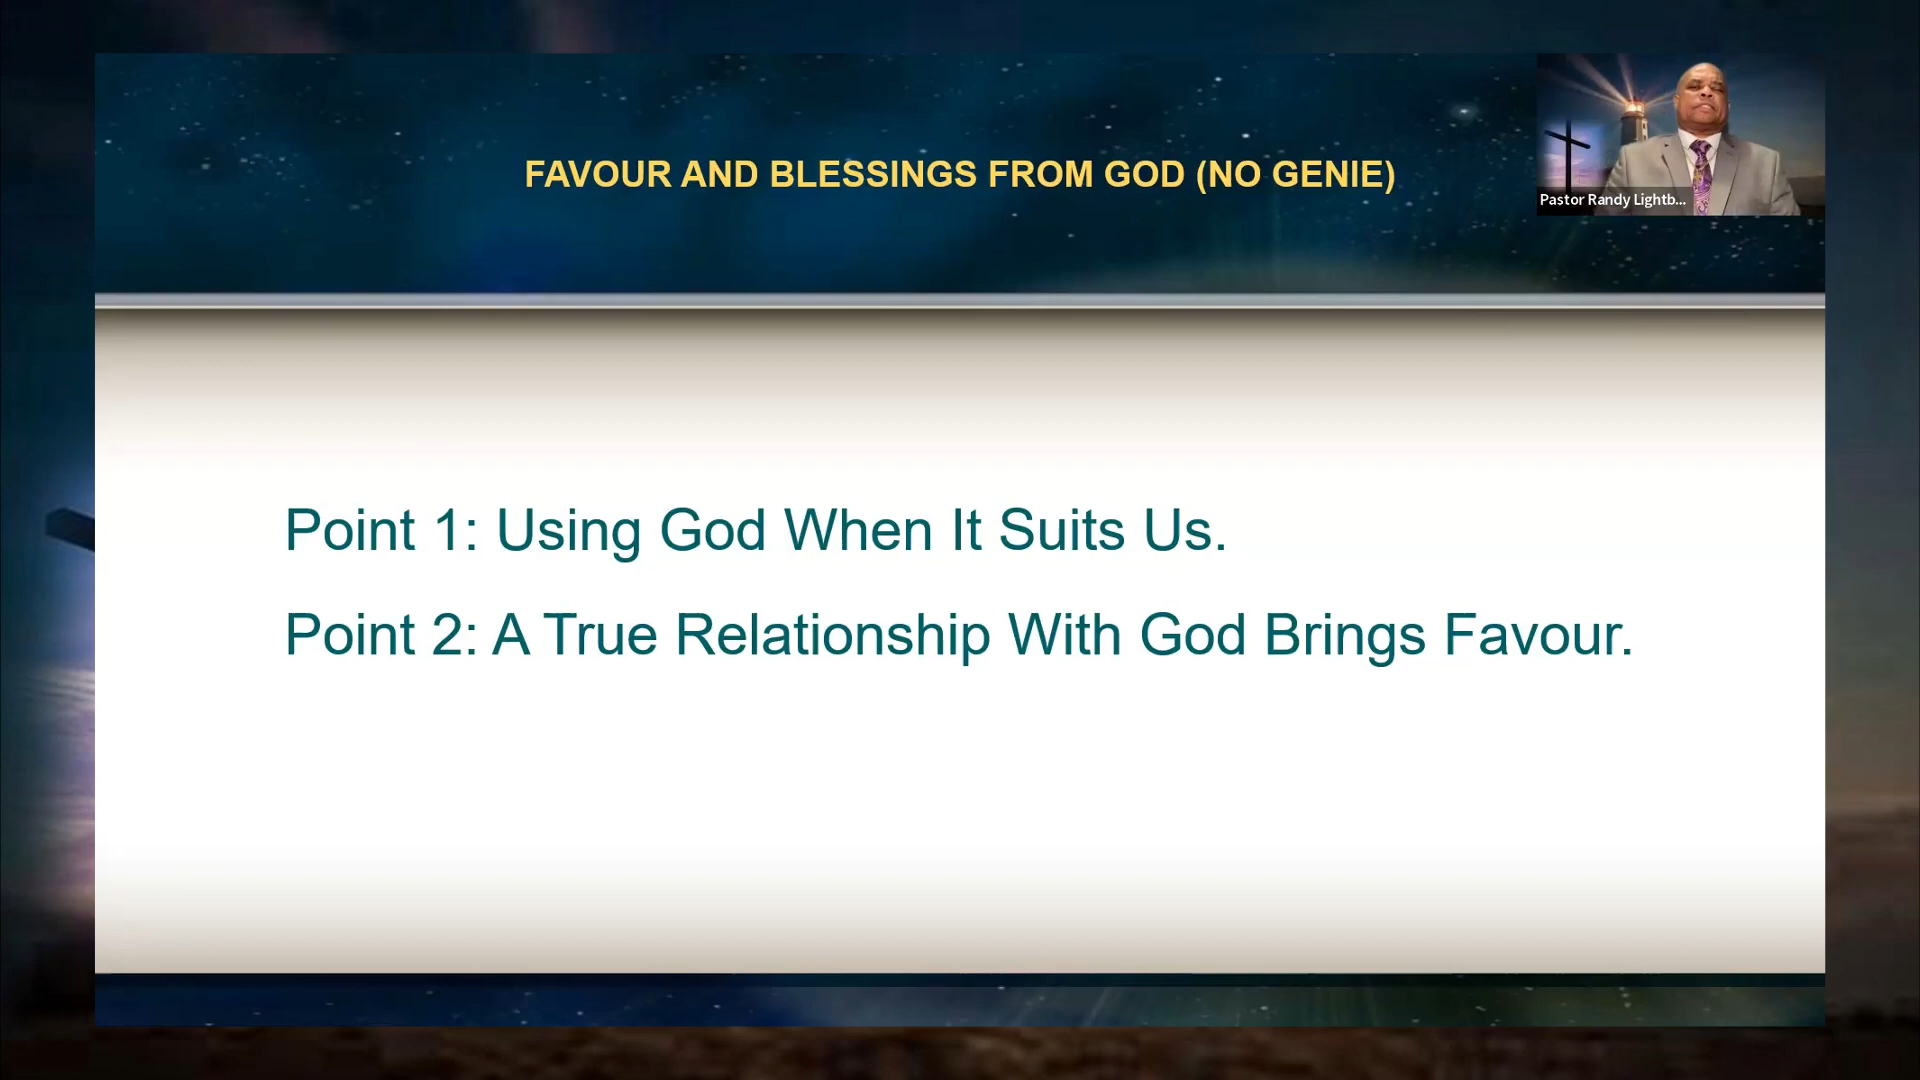 FAVOUR AND BLESSINGS FROM GOD (NO GENIE)
Pastor Randy Lightb...
Point 1: Using God When It Suits Us.
Point 2: A True Relationship With God Brings Favour.